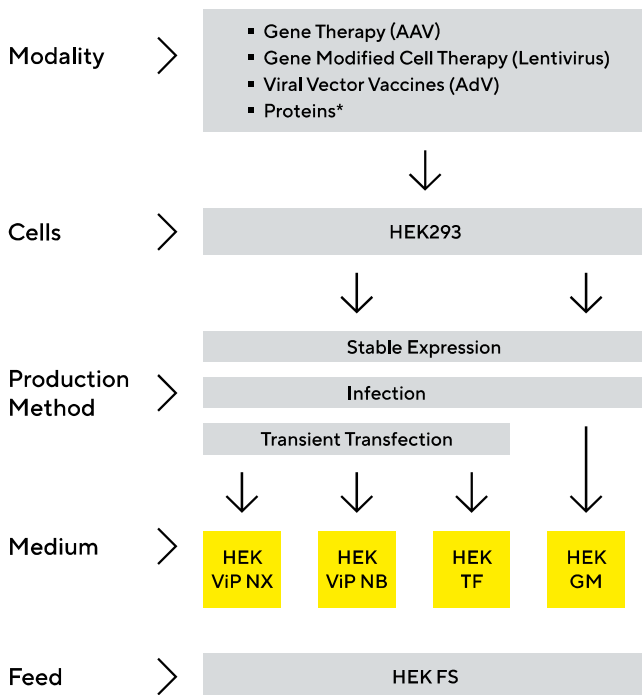 Modality
▪ Gene Therapy (AAV)
▪ Gene Modified Cell Therapy (Lentivirus)
▪ Viral Vector Vaccines (AdV)
▪ Proteins*
Cells
HEK293
Stable Expression
Production
Method
Infection
Transient Transfection
Medium
HEK
ViP NX
HEK
ViP NB
HEK
TF
HEK
GM
Feed
HEK FS